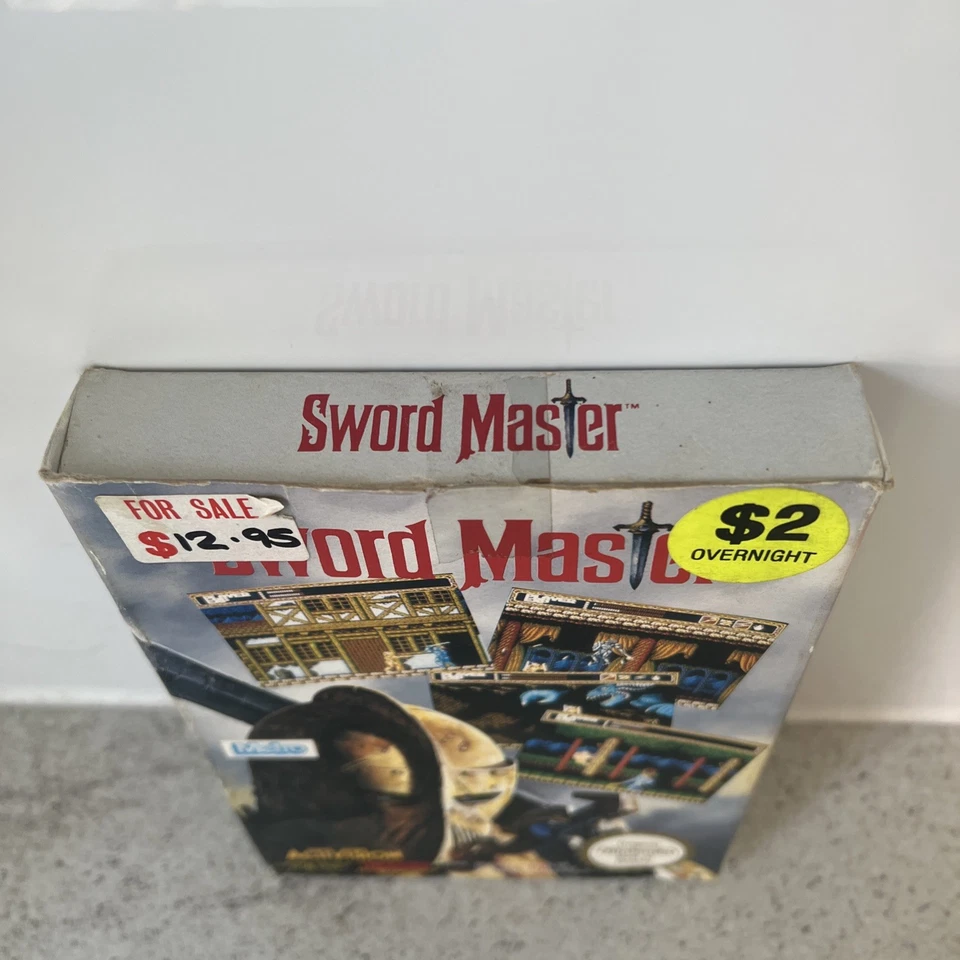 Sword Master™
FOR SALE
$12.95
$2
OVERNIGHT
Sword Master